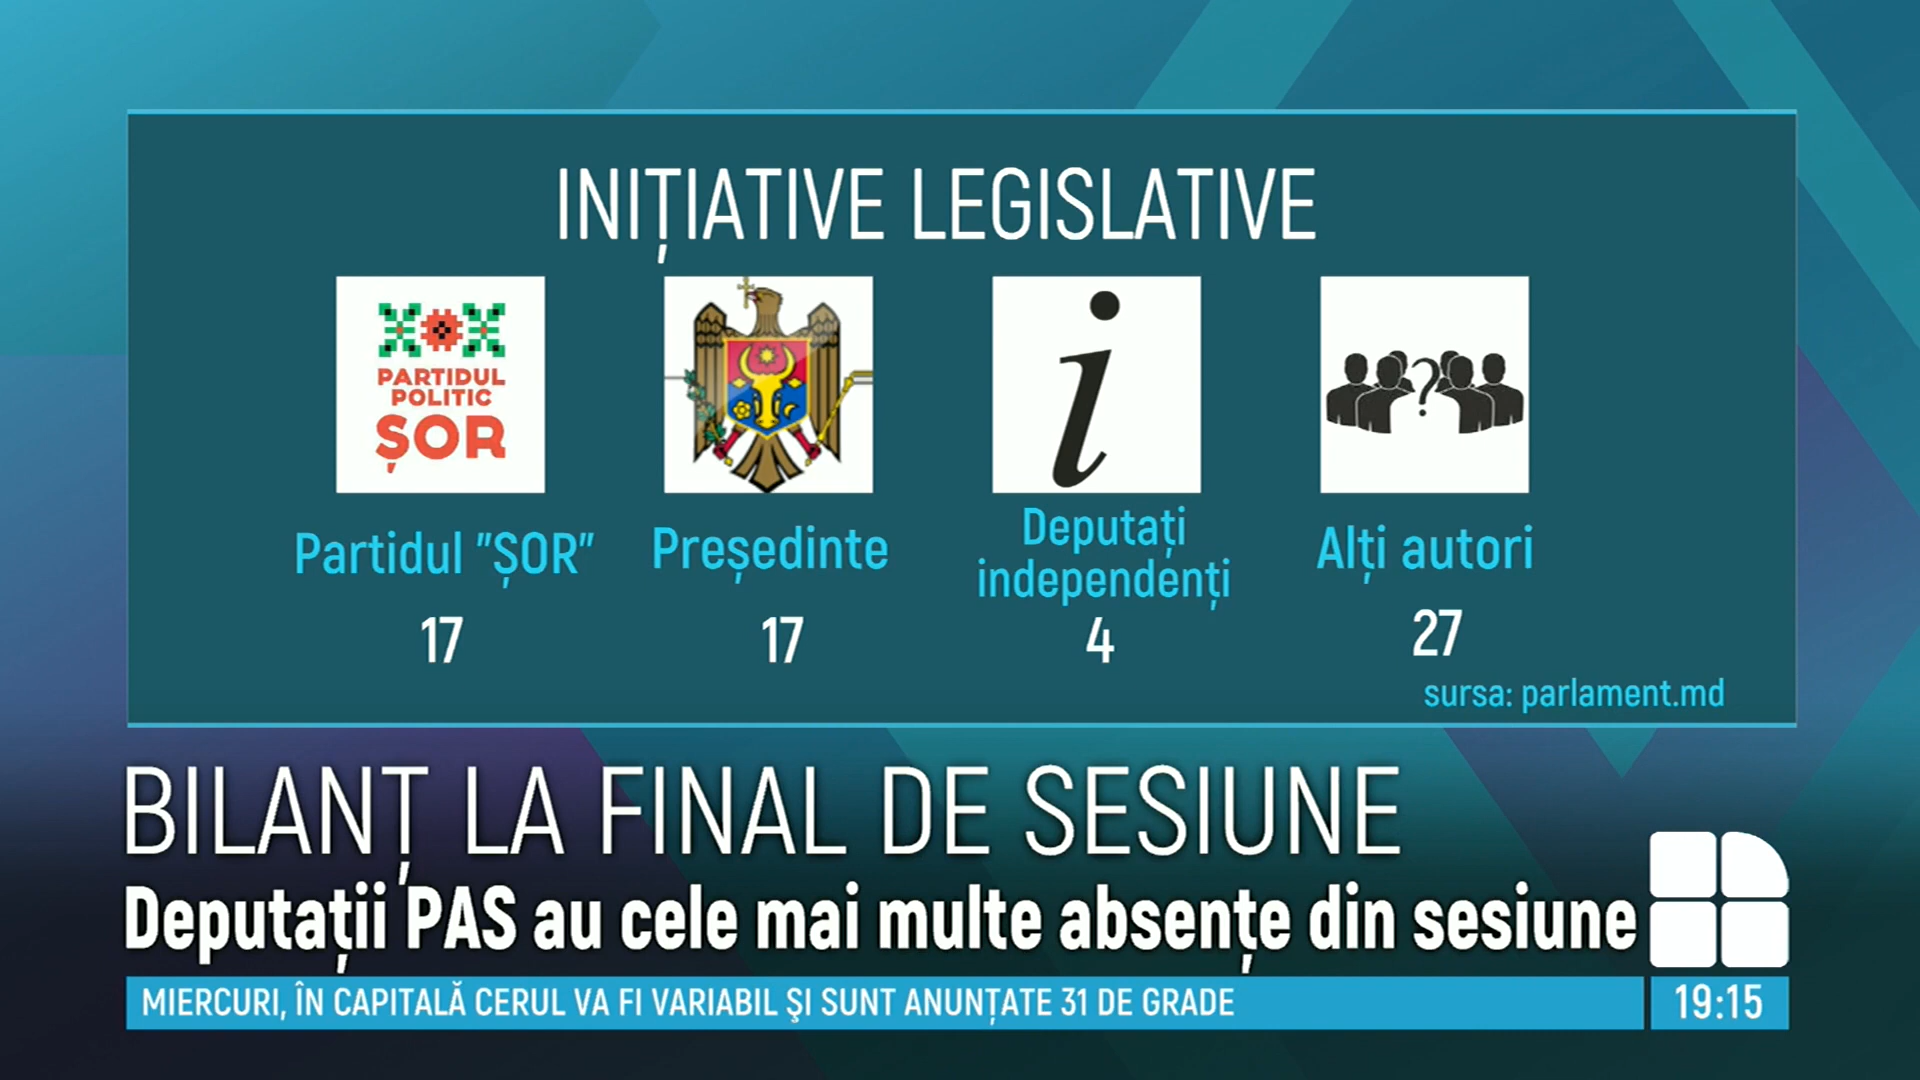 INIȚIATIVE LEGISLATIVE
PARTIDUL
POLITIC
ȘOR
i
?
Partidul "ȘOR"
Președinte
Deputați
independenți
Alți autori
17
17
4
27
sursa: parlament.md
BILANȚ LA FINAL DE SESIUNE
Deputații PAS au cele mai multe absențe din sesiune
MIERCURI, ÎN CAPITALĂ CERUL VA FI VARIABIL ŞI SUNT ANUNȚATE 31 DE GRADE
19:15